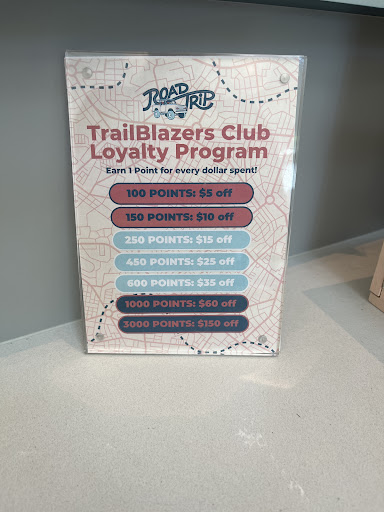 ROAD
TRIP
TrailBlazers Club
Loyalty Program
Earn 1 Point for every dollar spent!
100 POINTS: $5 off
150 POINTS: $10 off
250 POINTS: $15 off
450 POINTS: $25 off
600 POINTS: $35 off
1000 POINTS: $60 off
3000 POINTS: $150 off